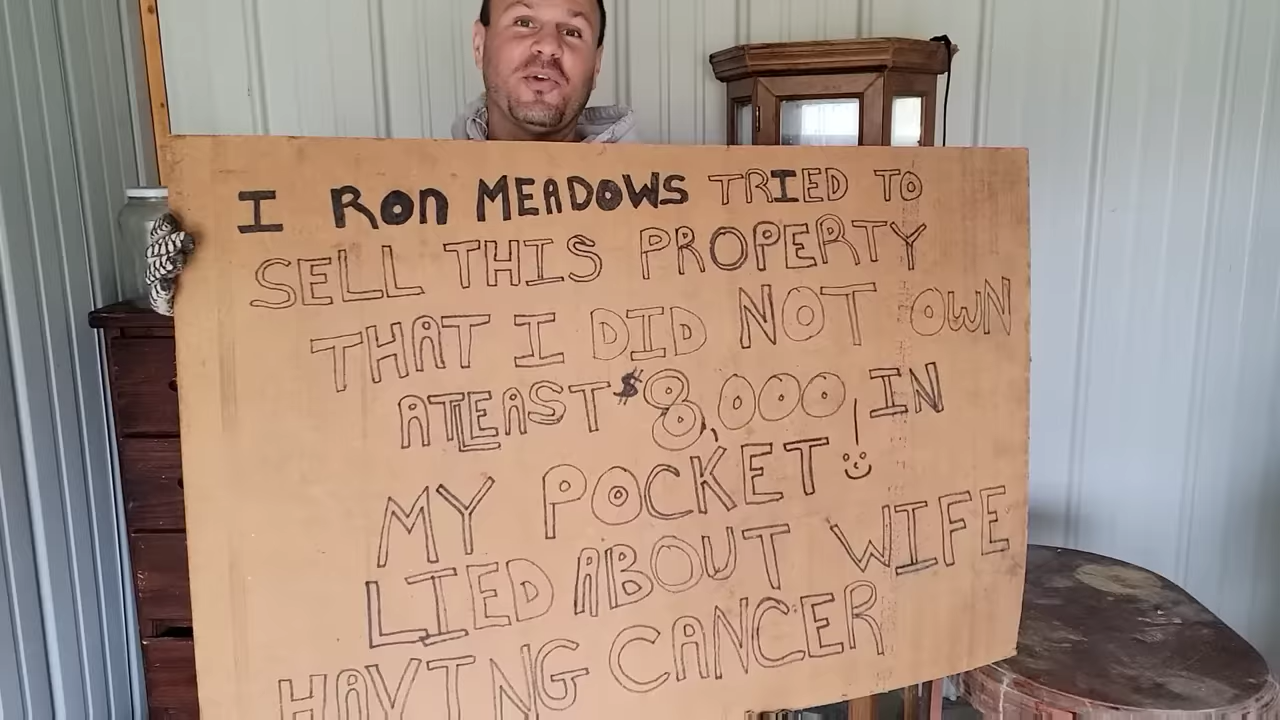 I RON MEADOWS TRIED TO
SELL THIS PROPERTY
THAT I DID NOT OWN
ATLEAST $8,000 IN
MY POCKET
LIED ABOUT WIFE
HAVING CANCER